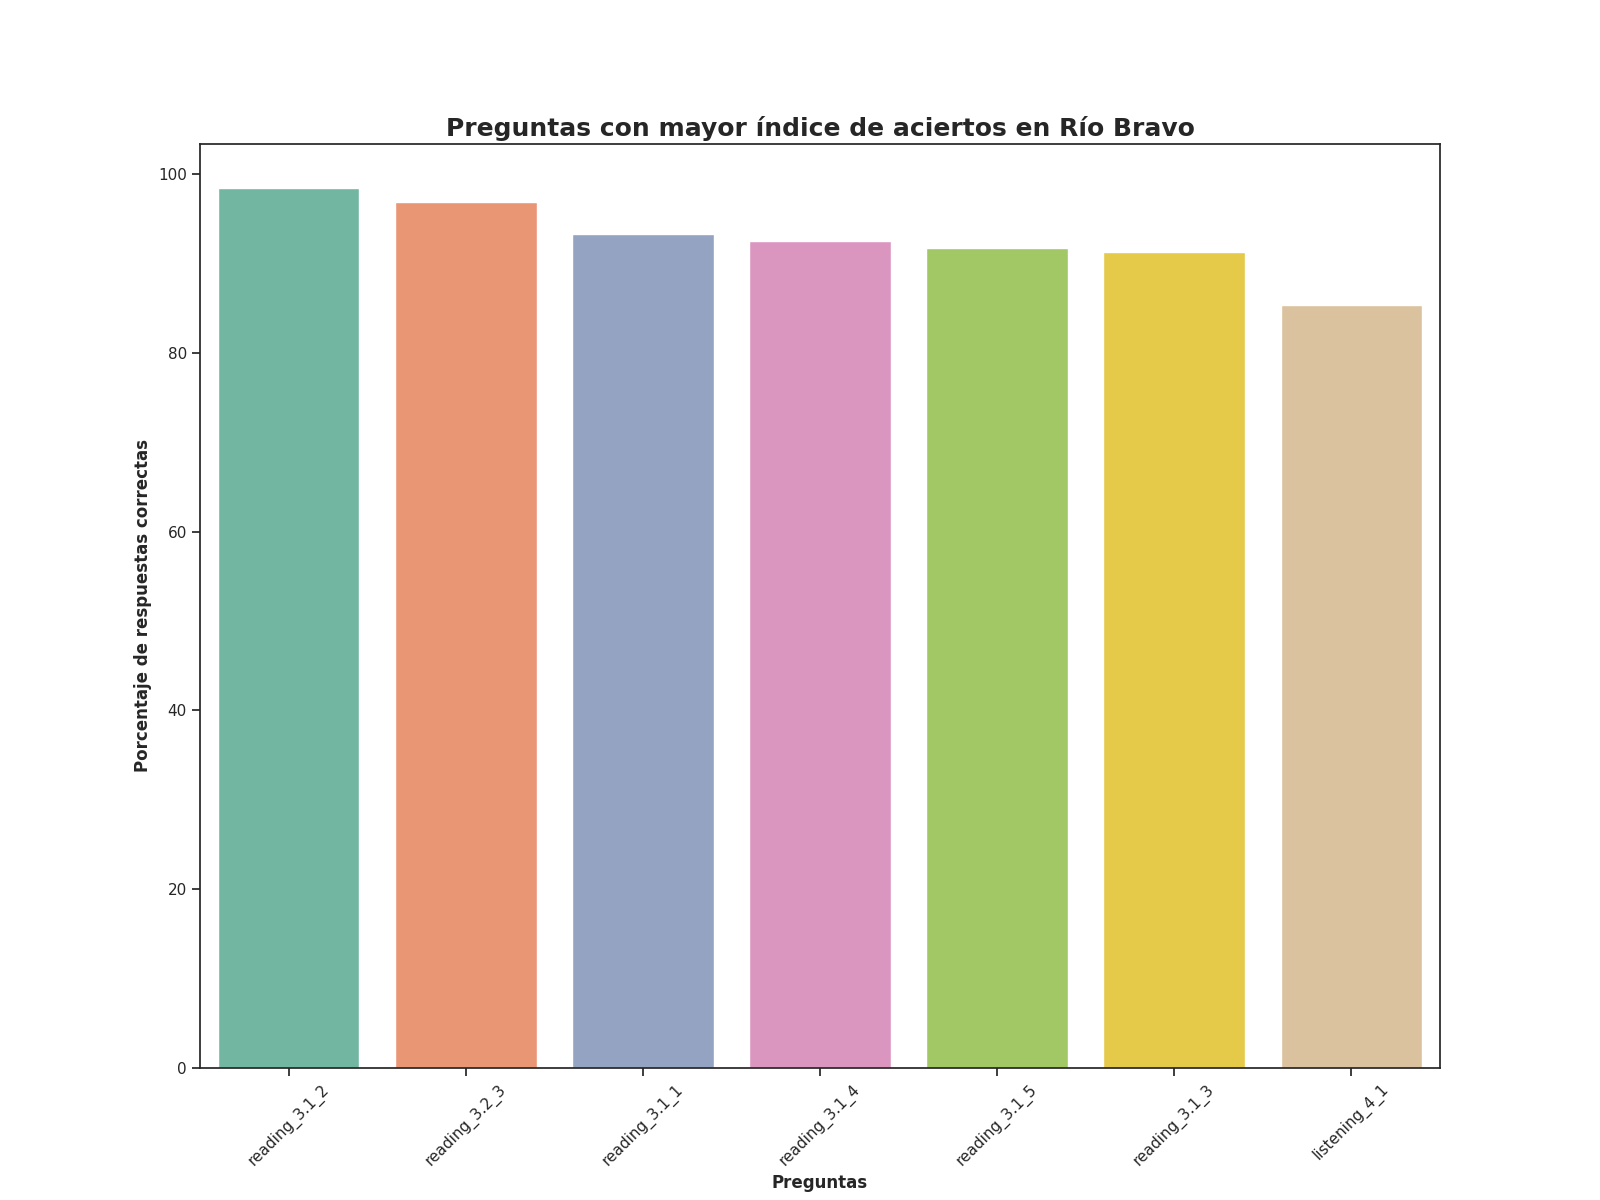 Preguntas con mayor índice de aciertos en Río Bravo
Porcentaje de respuestas correctas
100
80
60
40
20
0
reading_3.1_2
reading_3.2_3
reading_3.1_1
reading_3.1_4
reading_3.1_5
reading_3.1_3
listening_4_1
Preguntas